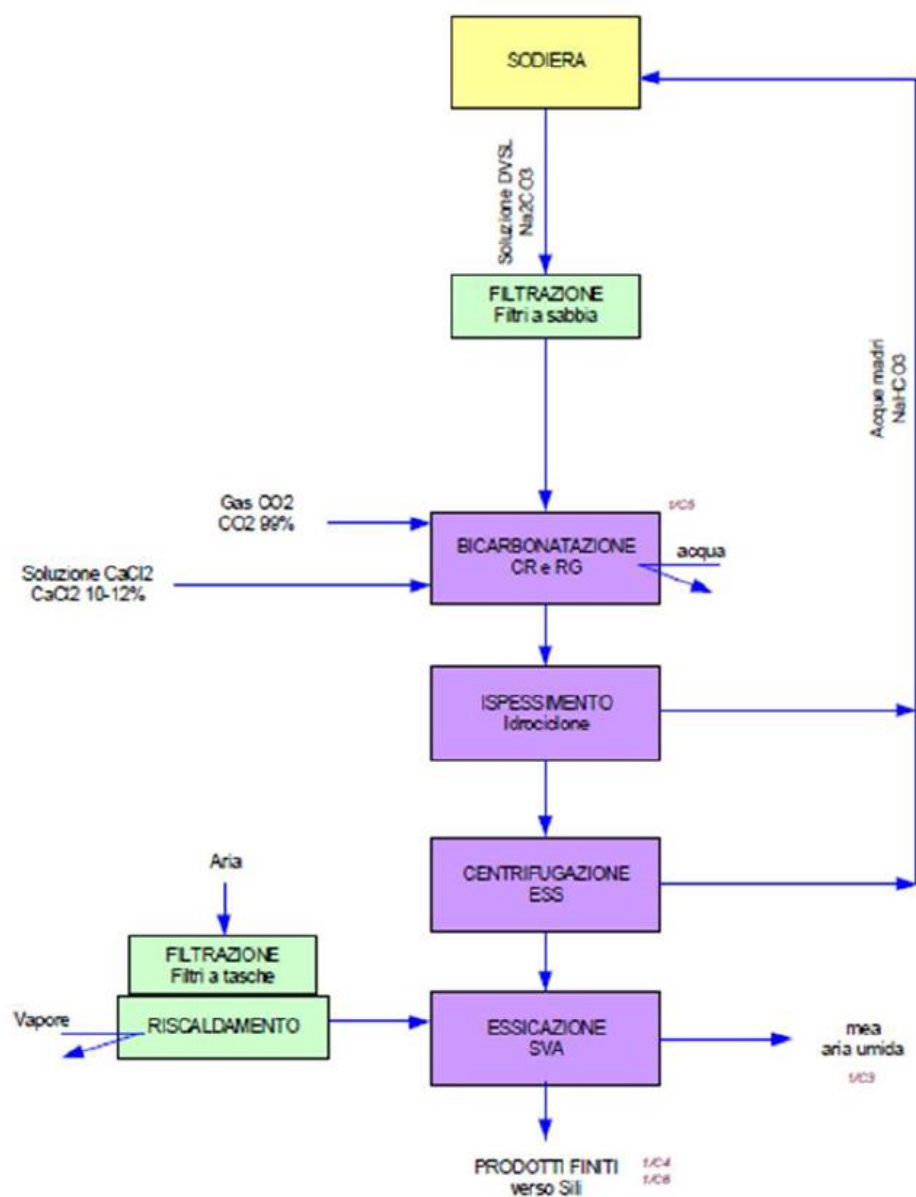 SODIERA
Soluzione DVSL
Na2CO3
FILTRAZIONE
Filtri a sabbia
Acque madri
NaHCO3
Gas CO2
CO2 99%
1/C5
BICARBONATAZIONE
CR e RG
acqua
Soluzione CaCl2
CaCl2 10-12%
ISPESSIMENTO
Idrociclone
Aria
CENTRIFUGAZIONE
ESS
FILTRAZIONE
Filtri a tasche
Vapore
RISCALDAMENTO
ESSICAZIONE
SVA
mea
aria umida
1/C3
PRODOTTI FINITI
verso Sili
1/C4
1/C6